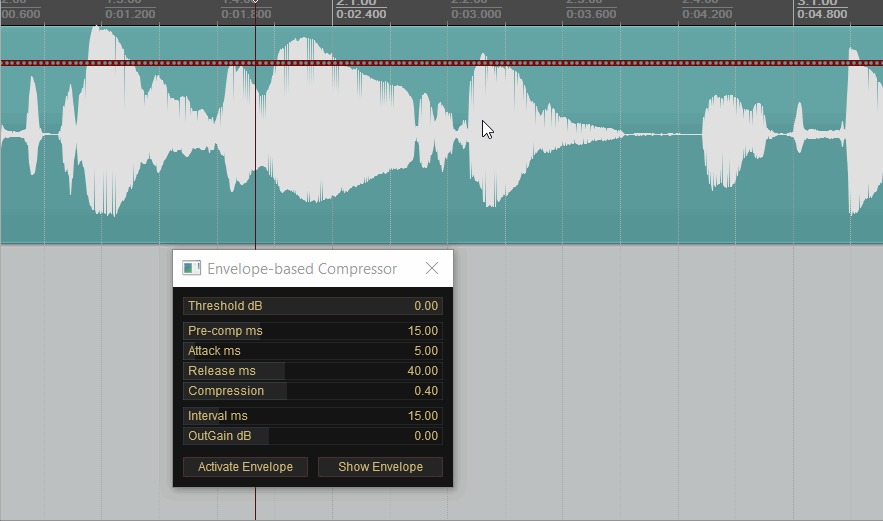 2.1.00
3.1.00
00.600
0:01.200
0:01.800
0:02.400
0:03.000
0:03.600
0:04.200
0:04.800
Envelope-based Compressor
Threshold dB 0.00
Pre-comp ms 15.00
Attack ms 5.00
Release ms 40.00
Compression 0.40
Interval ms 15.00
OutGain dB 0.00
Activate Envelope Show Envelope